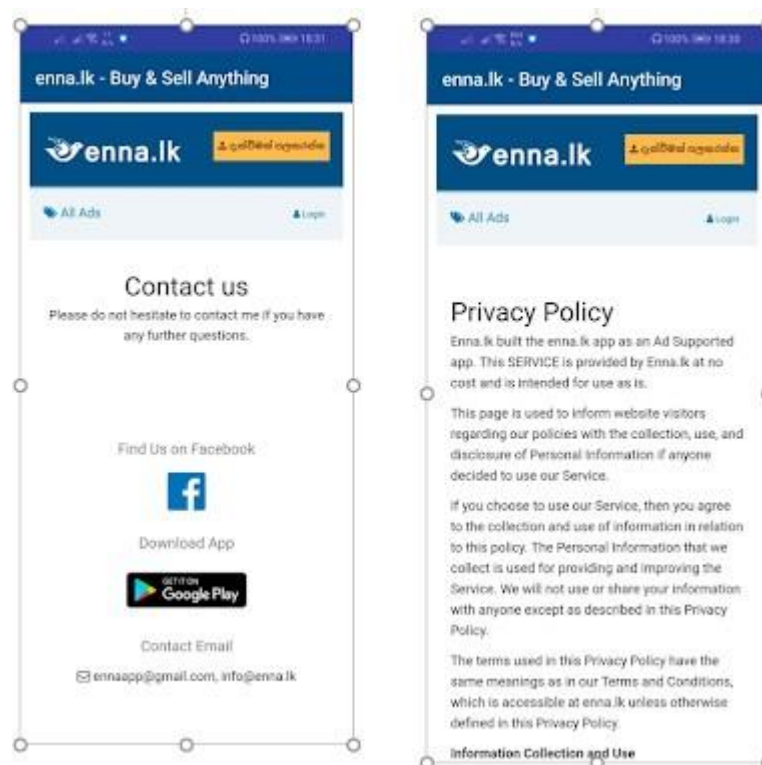 100% 18:31
enna.lk - Buy & Sell Anything
enna.lk
All Ads
Login
Contact us
Please do not hesitate to contact me if you have
any further questions.
Find Us on Facebook
f
Download App
GET IT ON
Google Play
Contact Email
ennaapp@gmail.com, info@enna.lk
100% 18:30
enna.lk - Buy & Sell Anything
enna.lk
All Ads
Login
Privacy Policy
Enna.lk built the enna.lk app as an Ad Supported
app. This SERVICE is provided by Enna.lk at no
cost and is intended for use as is.
This page is used to inform website visitors
regarding our policies with the collection, use, and
disclosure of Personal Information if anyone
decided to use our Service.
If you choose to use our Service, then you agree
to the collection and use of information in relation
to this policy. The Personal Information that we
collect is used for providing and improving the
Service. We will not use or share your information
with anyone except as described in this Privacy
Policy.
The terms used in this Privacy Policy have the
same meanings as in our Terms and Conditions,
which is accessible at enna.lk unless otherwise
defined in this Privacy Policy.
Information Collection and Use